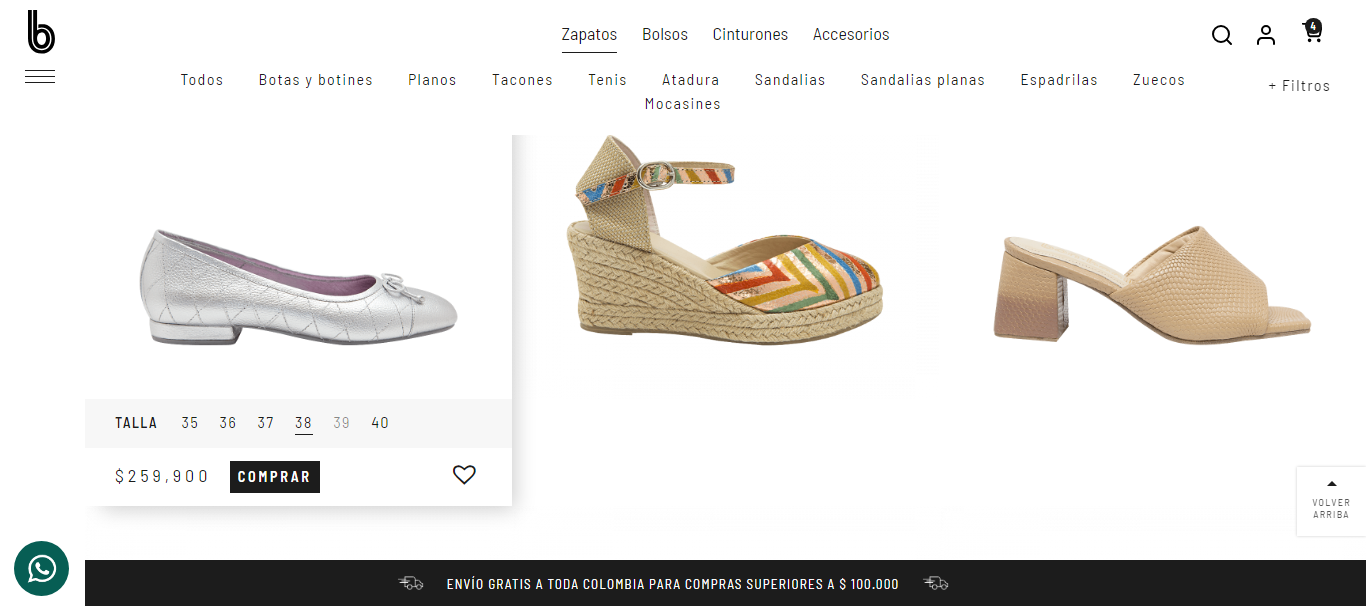 b
Zapatos Bolsos Cinturones Accesorios
4
Todos Botas y botines Planos Tacones Tenis Atadura Sandalias Sandalias planas Espadrilas Zuecos
Mocasines
+ Filtros
TALLA 35 36 37 38 39 40
$259,900 COMPRAR
VOLVER
ARRIBA
ENVÍO GRATIS A TODA COLOMBIA PARA COMPRAS SUPERIORES A $ 100.000